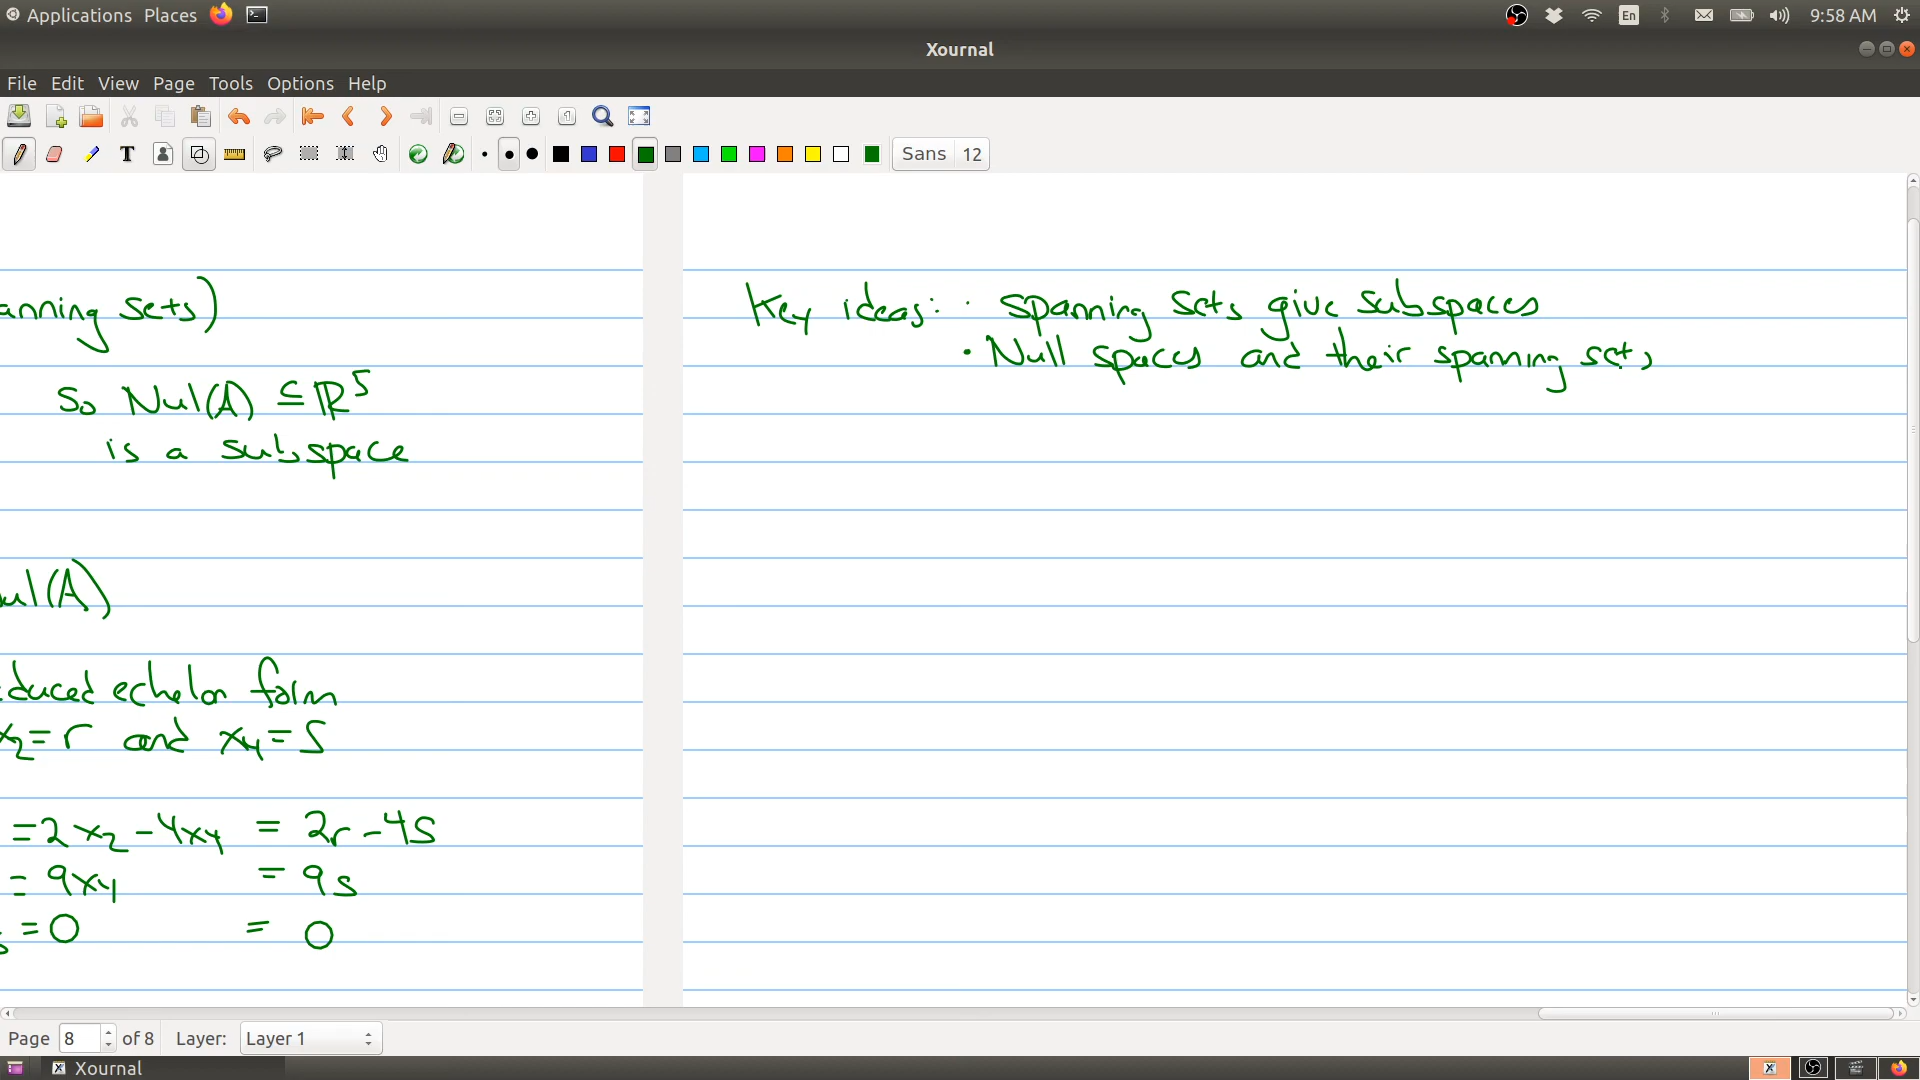 Applications Places En 9:58 AM
Xournal
File Edit View Page Tools Options Help
T Sans 12
anning sets)
So Nul(A) ⊆ ℝ⁵
is a subspace
ul(A)
duced echelon form
x₂ = r and x₄ = s
= 2x₂ - 4x₄ = 2r - 4s
= 9x₄ = 9s
= 0 = 0
Key ideas: · Spanning sets give subspaces
· Null spaces and their spanning sets
Page 8 of 8 Layer: Layer 1
Xournal